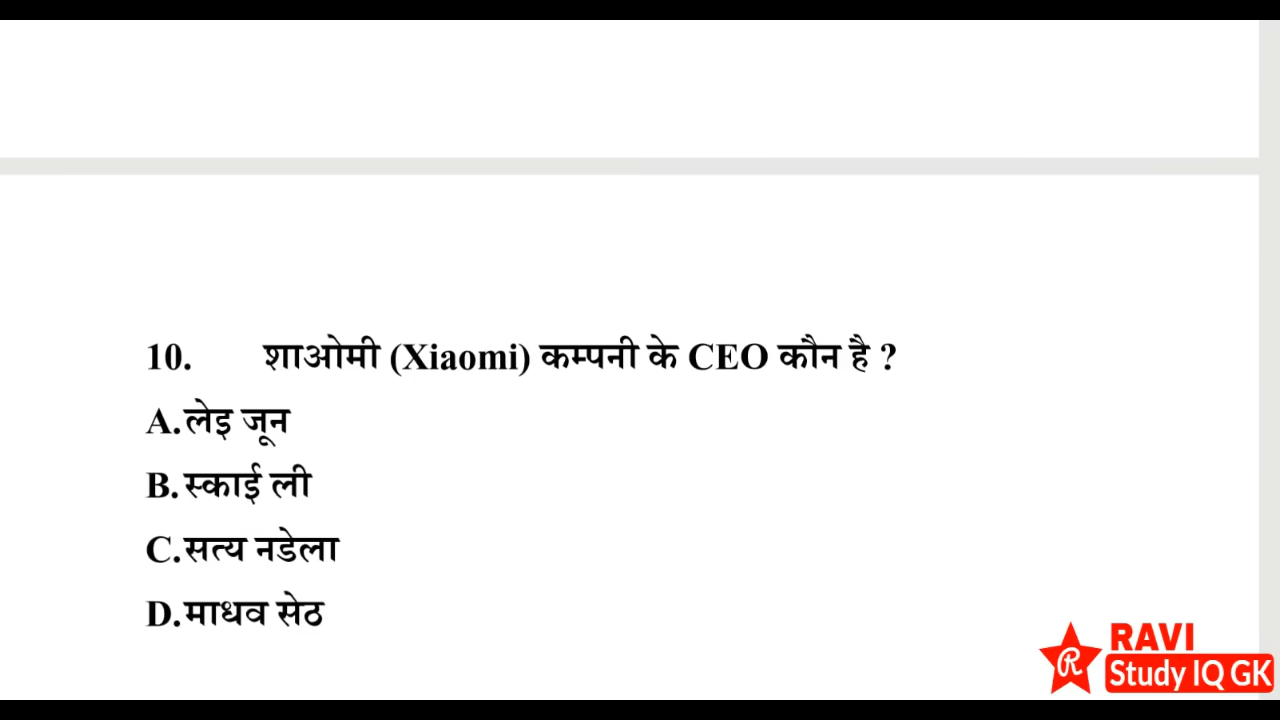 10. शाओमी (Xiaomi) कम्पनी के CEO कौन है ?
A.लेइ जून
B.स्काई ली
C.सत्य नडेला
D.माधव सेठ
R
RAVI
Study IQ GK